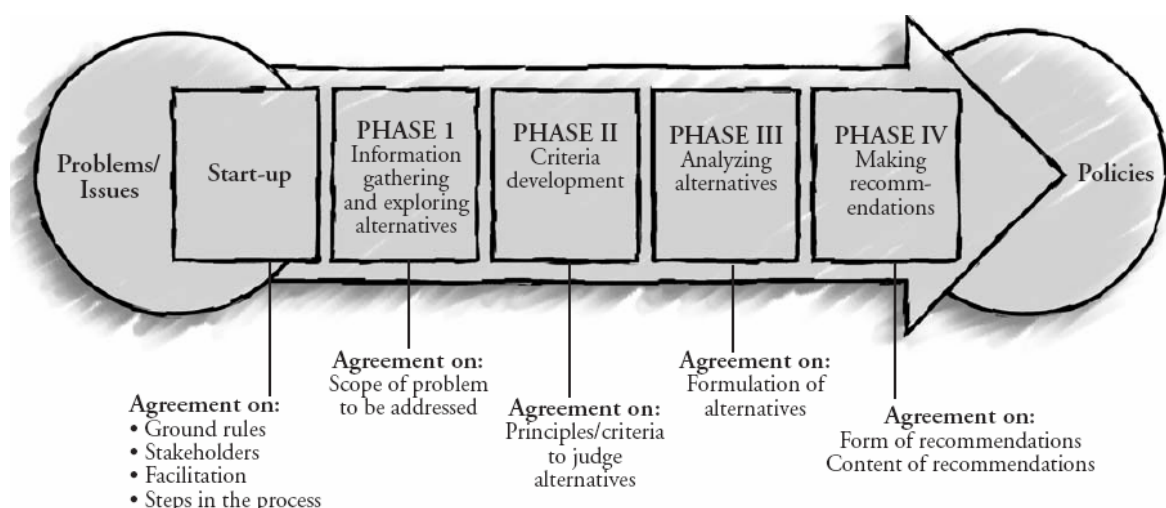 Problems/
Issues
Start-up
PHASE 1
Information
gathering
and exploring
alternatives
PHASE II
Criteria
development
PHASE III
Analyzing
alternatives
PHASE IV
Making
recomm-
endations
Policies
Agreement on:
• Ground rules
• Stakeholders
• Facilitation
• Steps in the process
Agreement on:
Scope of problem
to be addressed
Agreement on:
Principles/criteria
to judge
alternatives
Agreement on:
Formulation of
alternatives
Agreement on:
Form of recommendations
Content of recommendations